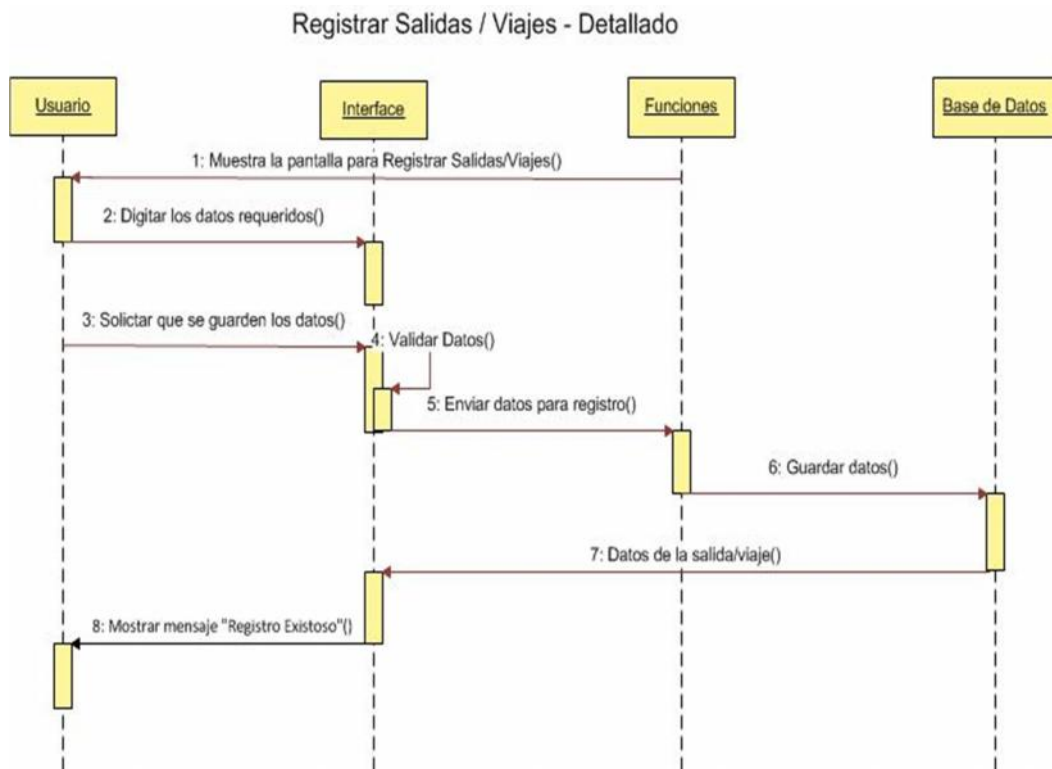 Registrar Salidas / Viajes - Detallado
Usuario
Interface
Funciones
Base de Datos
1: Muestra la pantalla para Registrar Salidas/Viajes()
2: Digitar los datos requeridos()
3: Solictar que se guarden los datos()
4: Validar Datos()
5: Enviar datos para registro()
6: Guardar datos()
7: Datos de la salida/viaje()
8: Mostrar mensaje "Registro Existoso"()